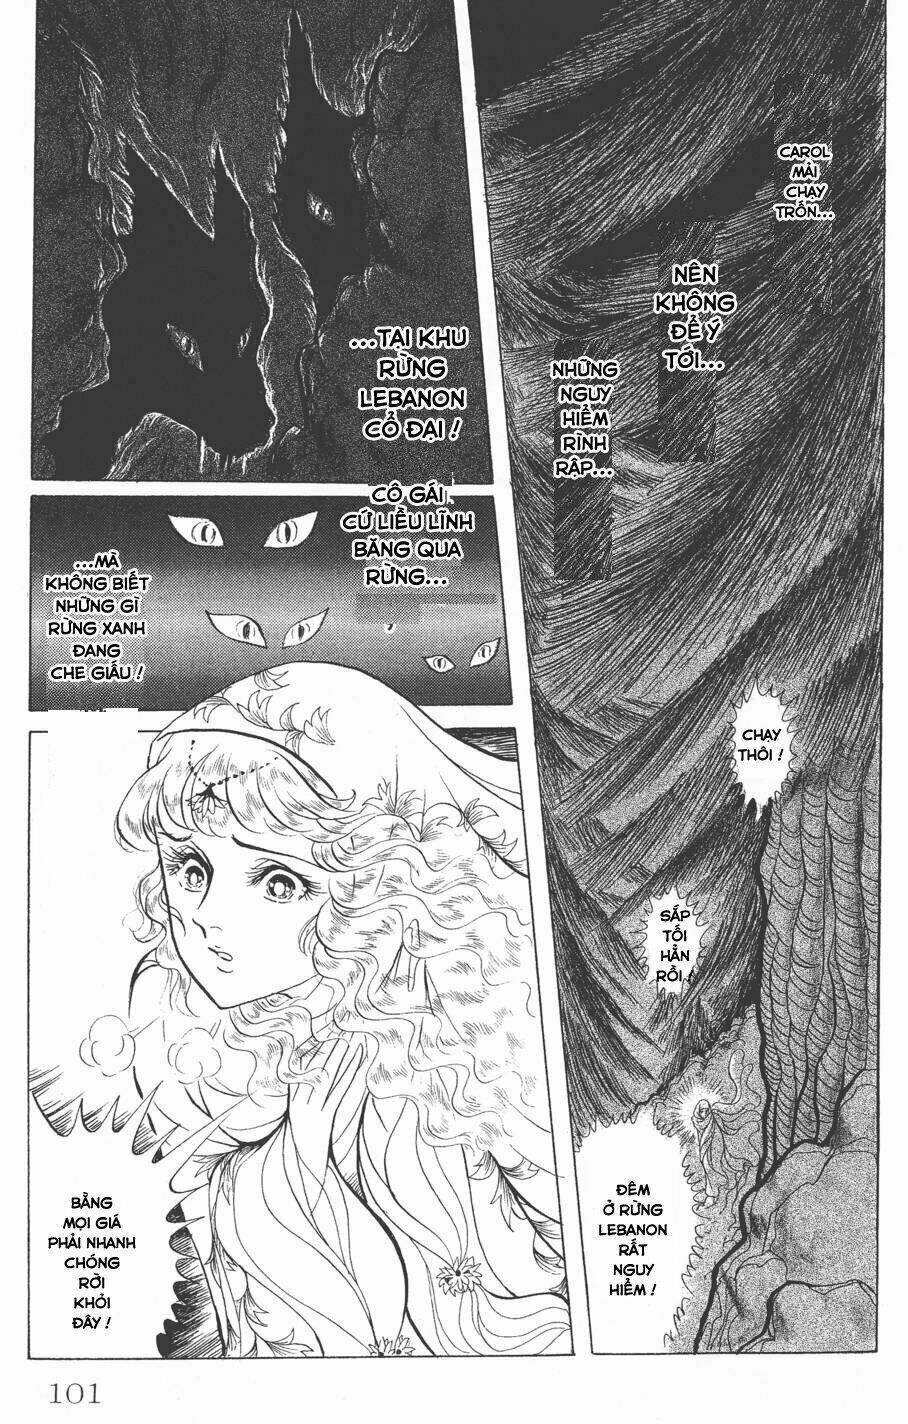 CAROL
MẢI
CHẠY
TRỐN...
NÊN
KHÔNG
ĐỂ Ý
TỚI...
NHỮNG
NGUY
HIỂM
RÌNH
RẬP...
...TẠI KHU
RỪNG
LEBANON
CỔ ĐẠI !
CÔ GÁI
CỨ LIỀU LĨNH
BĂNG QUA
RỪNG...
...MÀ
KHÔNG BIẾT
NHỮNG GÌ
RỪNG XANH
ĐANG
CHE GIẤU !
CHẠY
THÔI !
SẮP
TỐI
HẲN
RỒI !
ĐÊM
Ở RỪNG
LEBANON
RẤT
NGUY
HIỂM !
BẰNG
MỌI GIÁ
PHẢI NHANH
CHÓNG
RỜI
KHỎI
ĐÂY !
101